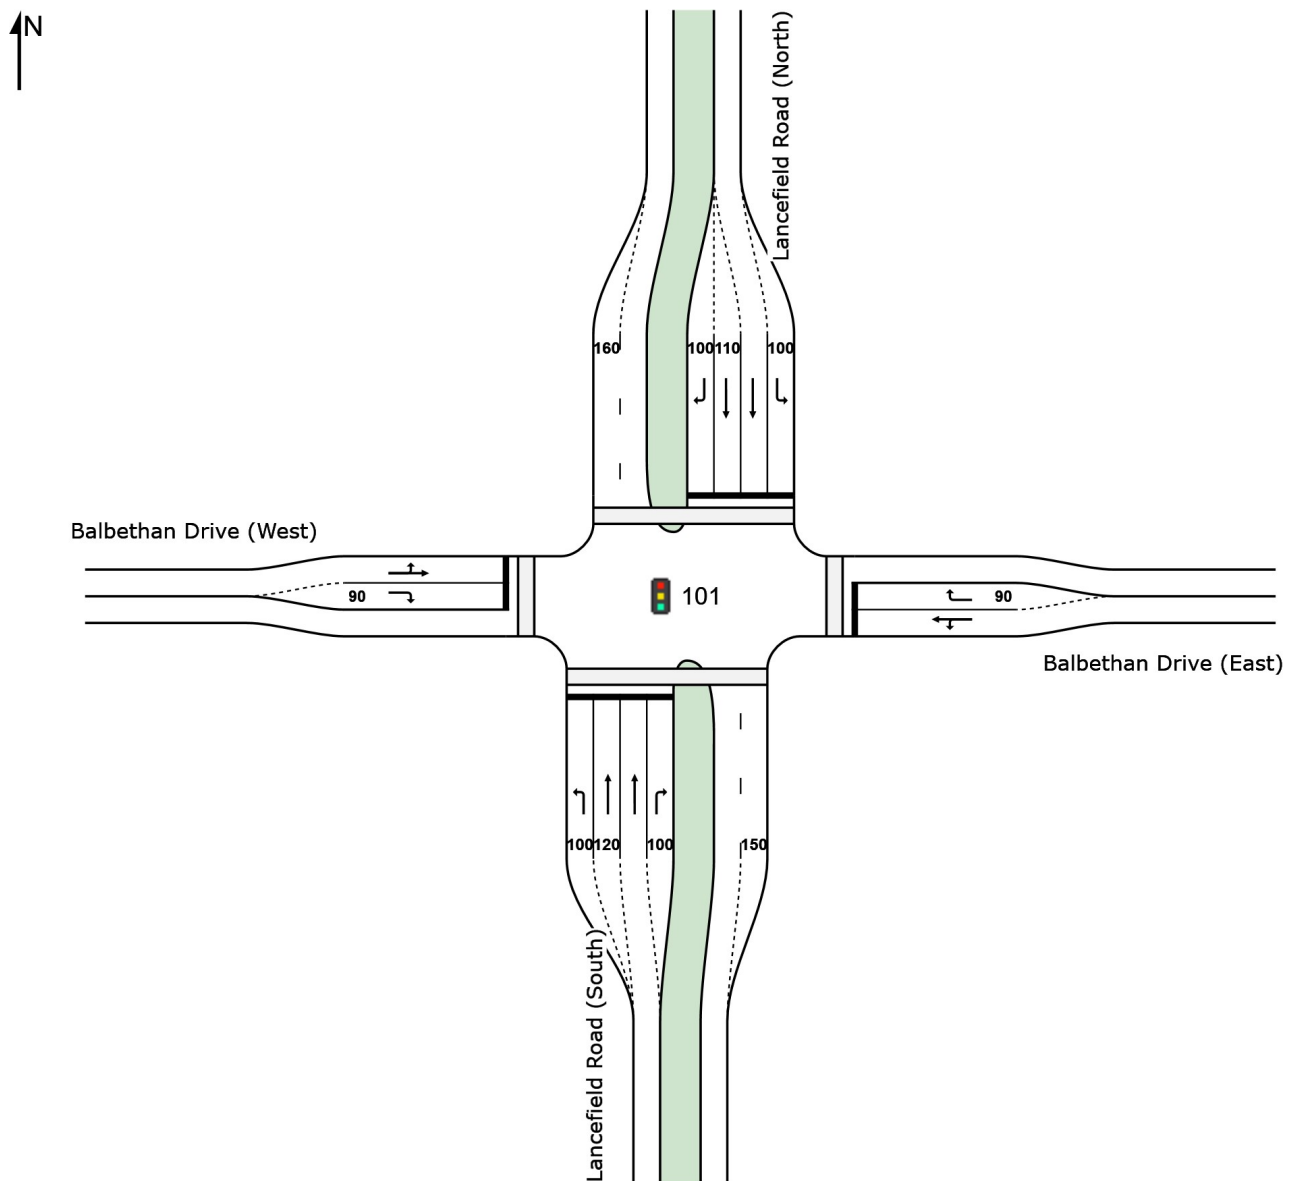 N
Lancefield Road (North)
160
100
110
100
Balbethan Drive (West)
90
101
90
Balbethan Drive (East)
100
120
100
150
Lancefield Road (South)